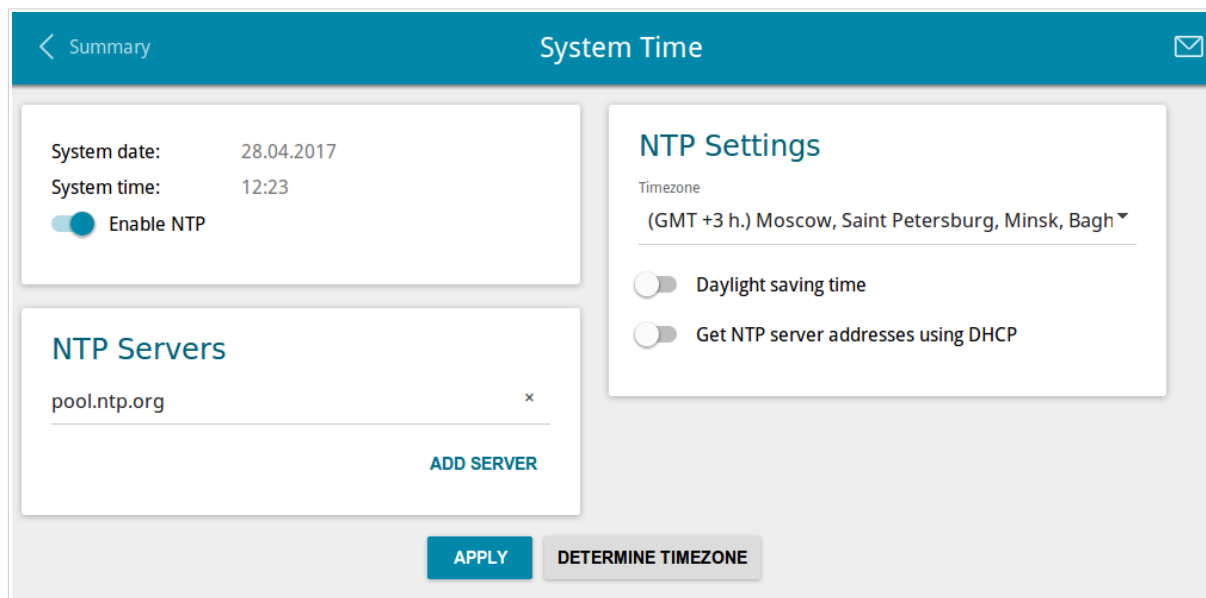 Summary
System Time
System date: 28.04.2017
System time: 12:23
Enable NTP
NTP Servers
pool.ntp.org ×
ADD SERVER
NTP Settings
Timezone
(GMT +3 h.) Moscow, Saint Petersburg, Minsk, Bagh
Daylight saving time
Get NTP server addresses using DHCP
APPLY
DETERMINE TIMEZONE